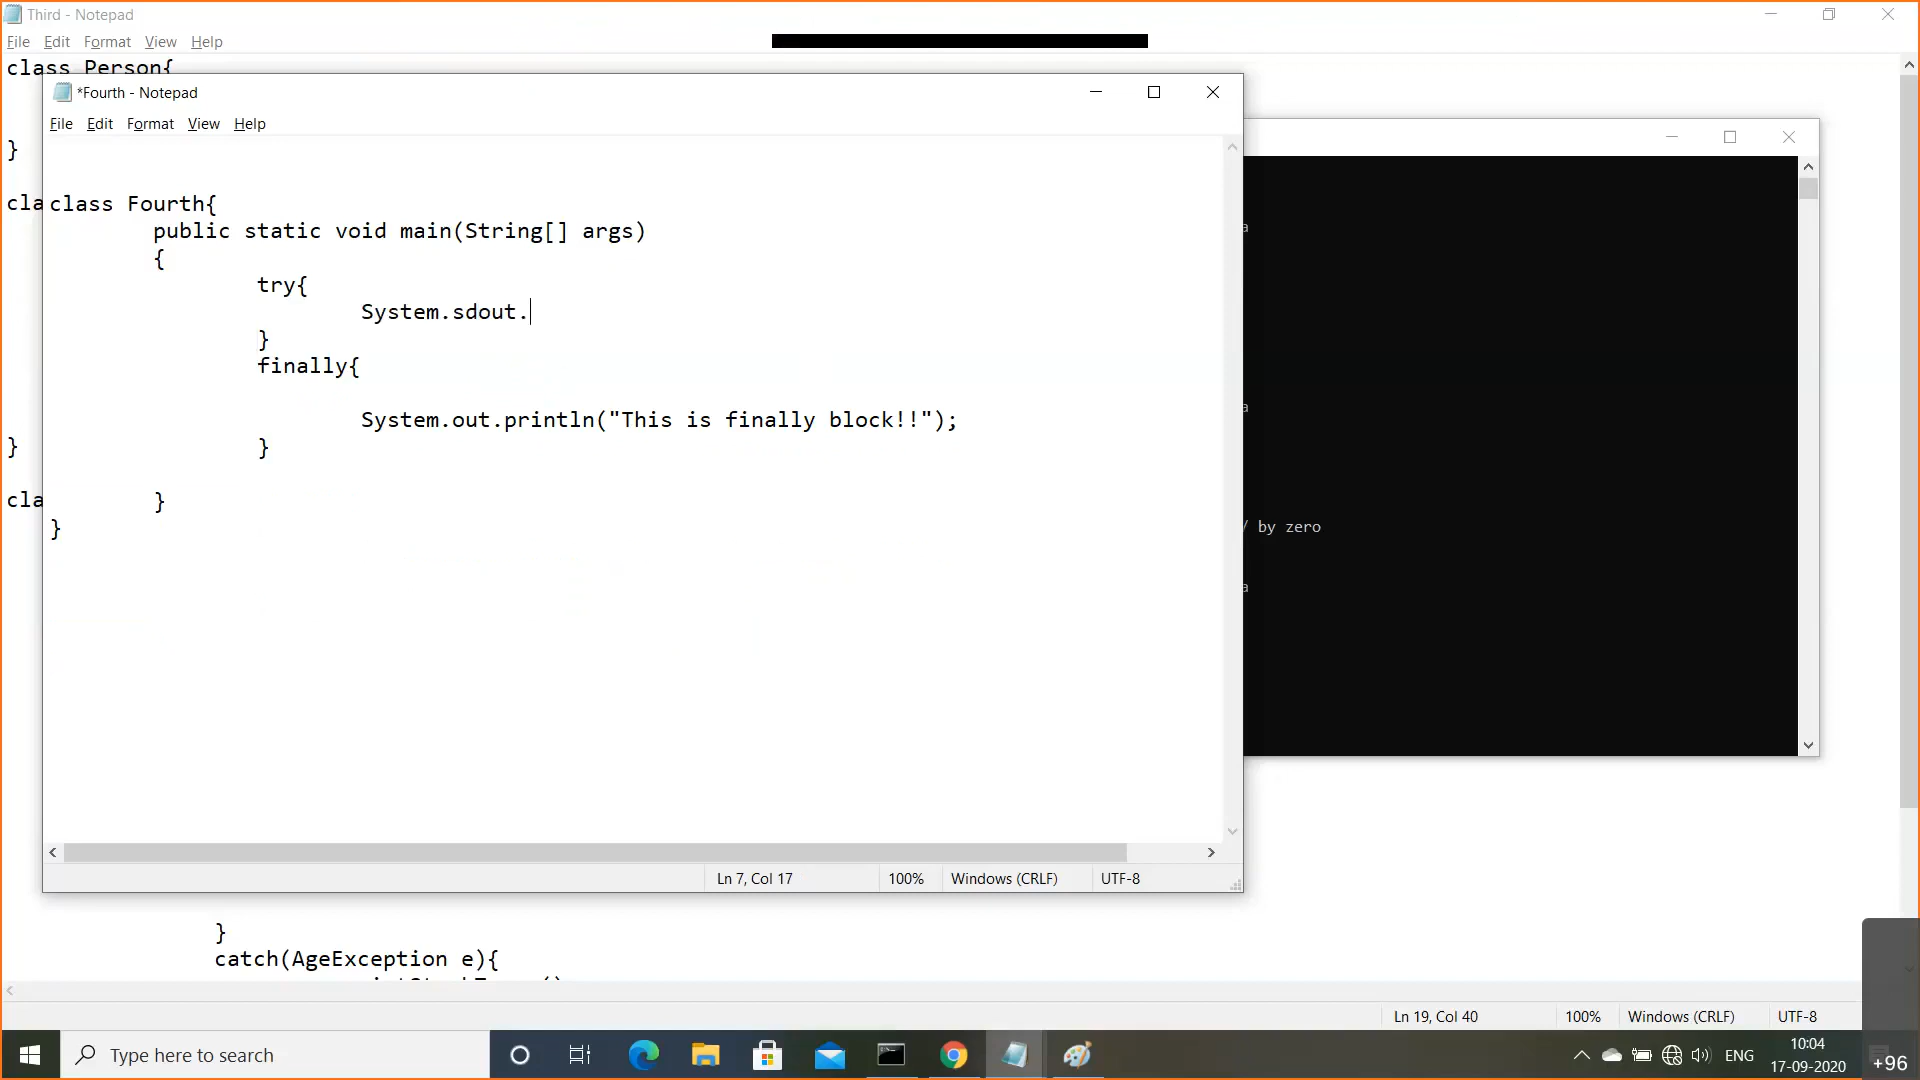 Third - Notepad
File Edit Format View Help
class Person{
*Fourth - Notepad
File Edit Format View Help
}
cla
class Fourth{
public static void main(String[] args)
a
{
try{
System.sdout.
}
finally{
a
System.out.println("This is finally block!!");
}
}
cla
}
}
/ by zero
a
Ln 7, Col 17 100% Windows (CRLF) UTF-8
}
catch(AgeException e){
Ln 19, Col 40 100% Windows (CRLF) UTF-8
Type here to search
ENG
10:04
17-09-2020
+96